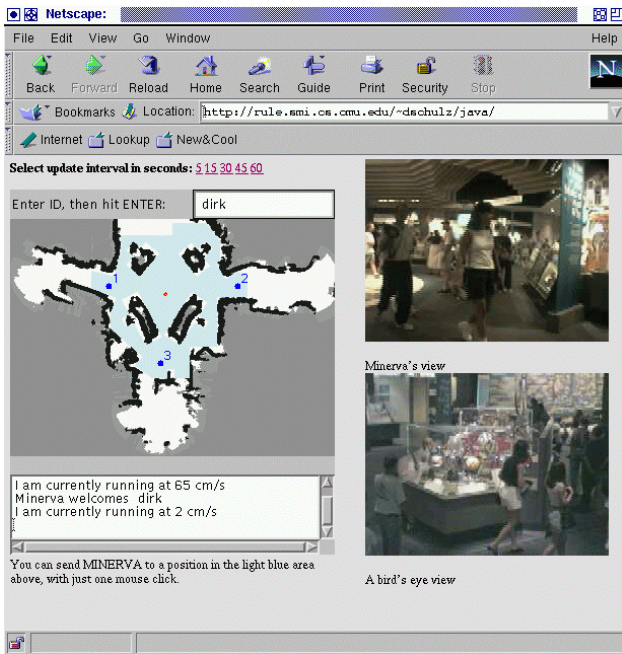 Netscape:
File Edit View Go Window Help
Back Forward Reload Home Search Guide Print Security Stop
N
Bookmarks Location: http://rule.smi.cs.cmu.edu/~dschulz/java/
Internet Lookup New&Cool
Select update interval in seconds: 5 15 30 45 60
Enter ID, then hit ENTER: dirk
1
2
3
Minerva's view
I am currently running at 65 cm/s
Minerva welcomes dirk
I am currently running at 2 cm/s
You can send MINERVA to a position in the light blue area
above, with just one mouse click.
A bird's eye view